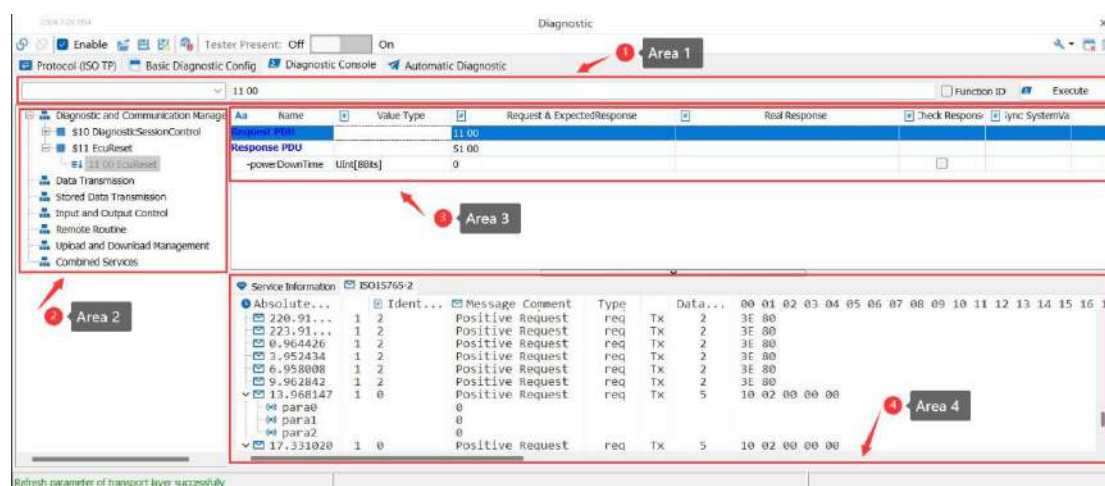 Diagnostic
Enable Tester Present: Off On
Protocol (ISO TP) Basic Diagnostic Config Diagnostic Console Automatic Diagnostic
1 Area 1
11 00 Function ID Execute
Diagnostic and Communication Manage
$10 DiagnosticSessionControl
$11 EcuReset
11 00 EcuReset
Data Transmission
Stored Data Transmission
Input and Output Control
Remote Routine
Upload and Download Management
Combined Services
2 Area 2
Aa Name Value Type Request & ExpectedResponse Real Response Check Respons Sync SystemVa
Request PDU 11 00
Response PDU 51 00
-powerDownTime UInt[8Bits] 0
3 Area 3
Service Information ISO15765-2
Absolute... Ident... Message Comment Type Data... 00 01 02 03 04 05 06 07 08 09 10 11 12 13 14 15 16 1
220.91... 1 2 Positive Request req Tx 2 3E 80
223.91... 1 2 Positive Request req Tx 2 3E 80
0.964426 1 2 Positive Request req Tx 2 3E 80
3.952434 1 2 Positive Request req Tx 2 3E 80
6.958008 1 2 Positive Request req Tx 2 3E 80
9.962842 1 2 Positive Request req Tx 2 3E 80
13.968147 1 0 Positive Request req Tx 5 10 02 00 00 00
para0 0
para1 0
para2 0
17.331020 1 0 Positive Request req Tx 5 10 02 00 00 00
4 Area 4
Refresh parameter of transport layer successfully